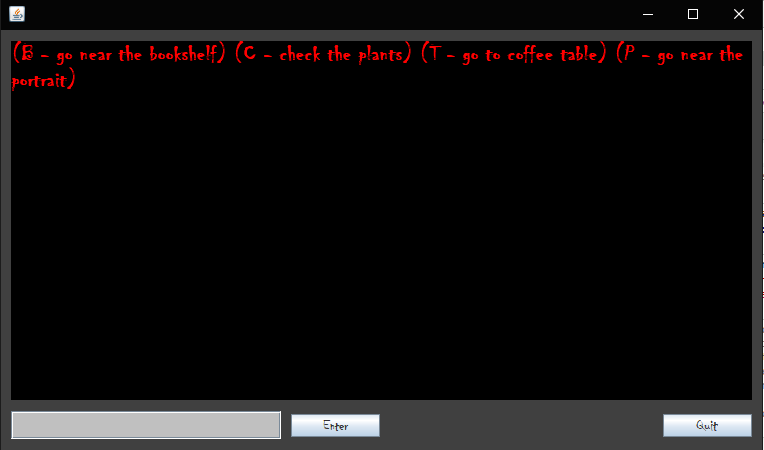 (B - go near the bookshelf) (C - check the plants) (T - go to coffee table) (P - go near the
portrait)
Enter
Quit